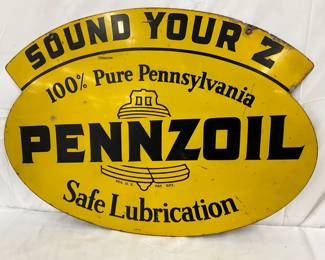 SOUND YOUR Z
100% Pure Pennsylvania
PENNZOIL
Safe Lubrication